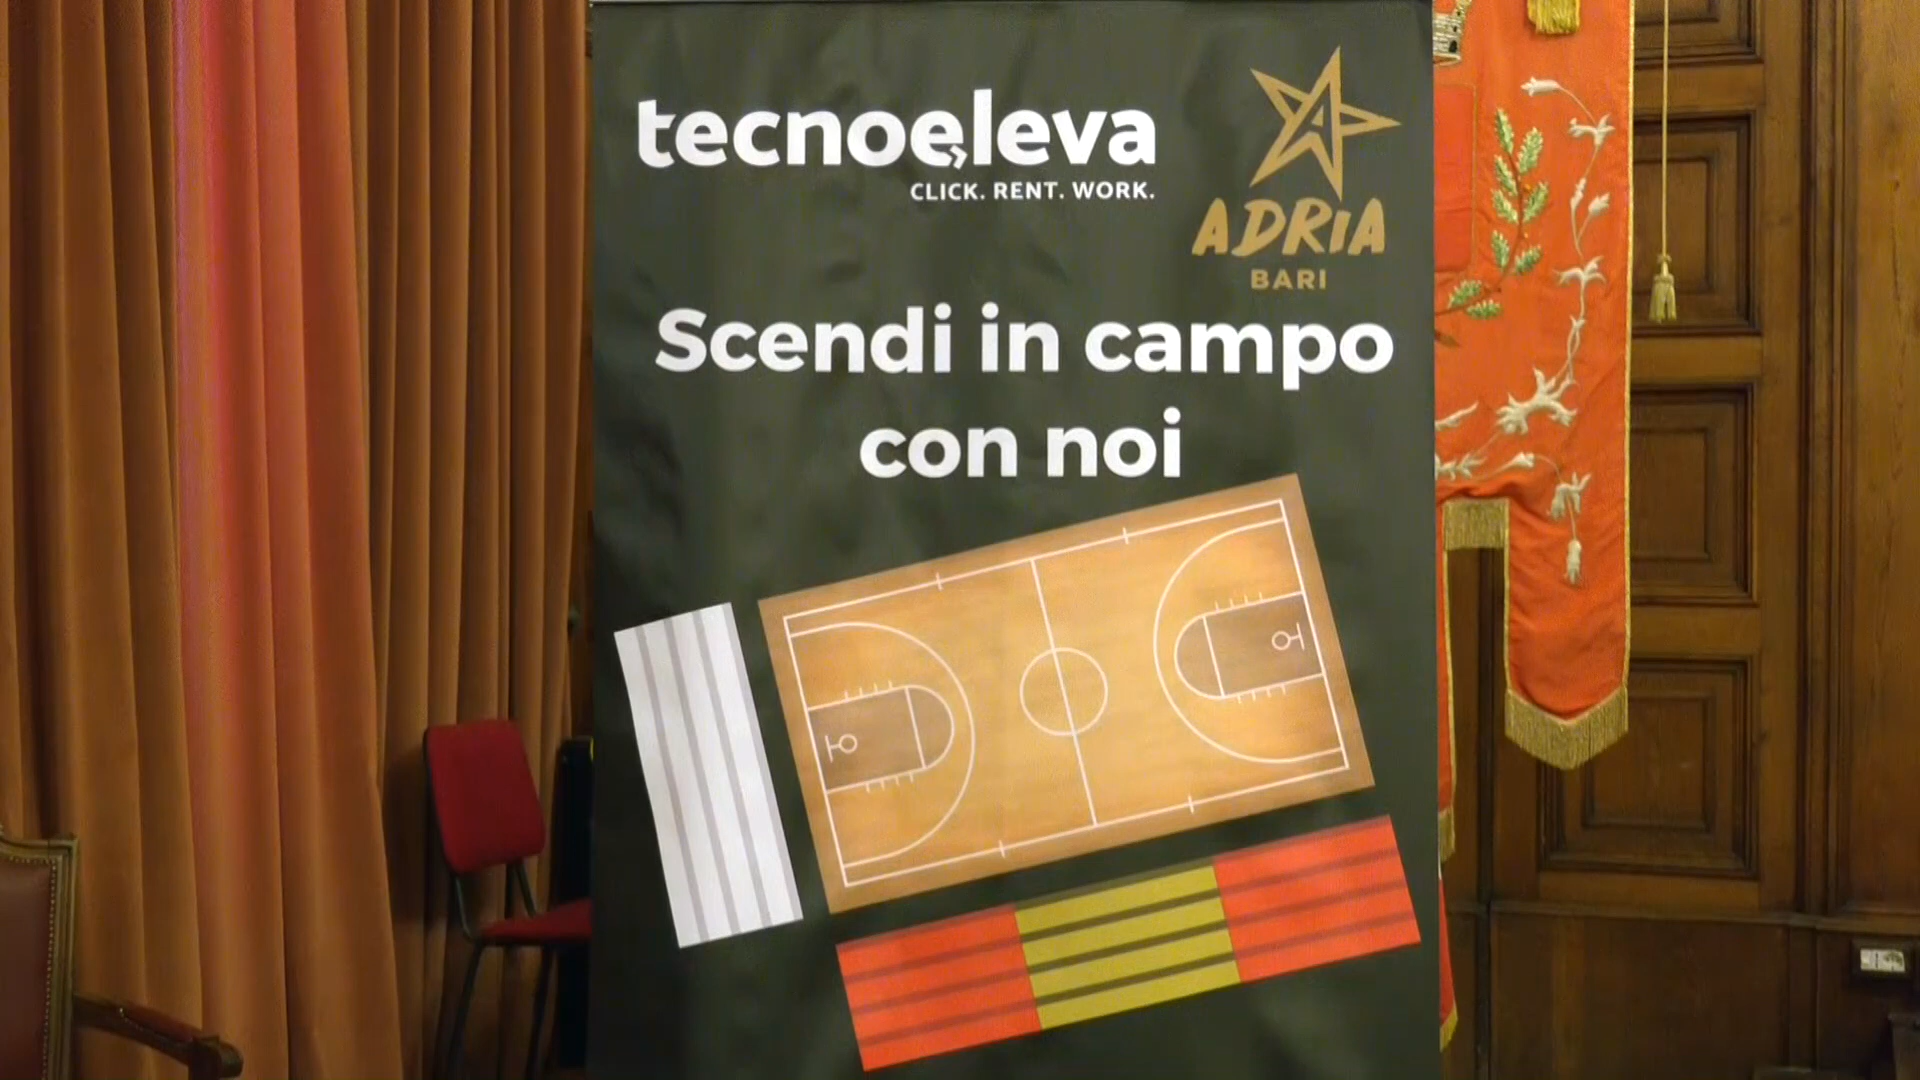 tecnoeleva
CLICK. RENT. WORK.
ADRIA
BARI
Scendi in campo
con noi